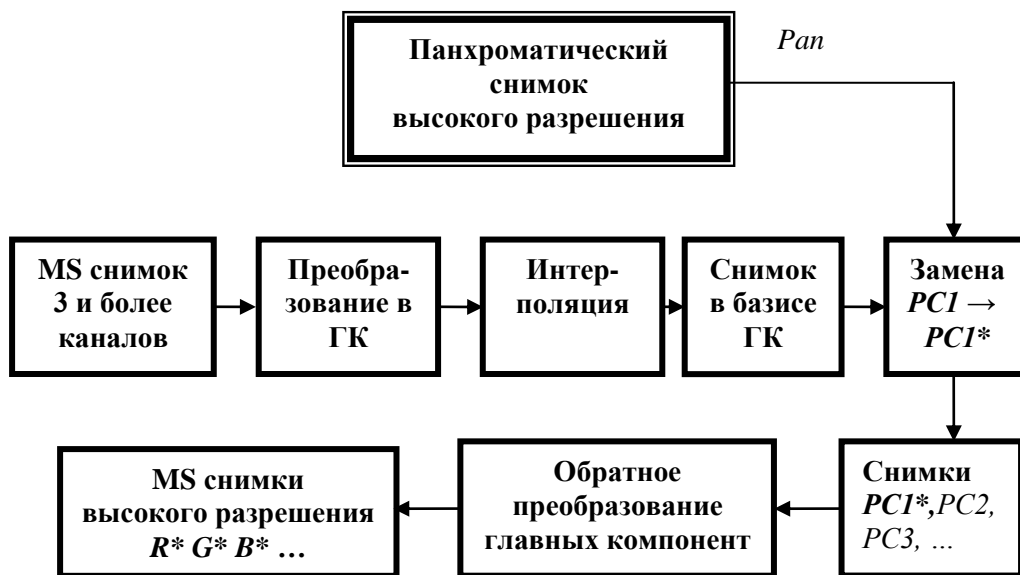 Панхроматический
снимок
высокого разрешения
Pan
MS снимок
3 и более
каналов
Преобра-
зование в
ГК
Интер-
поляция
Снимок
в базисе
ГК
Замена
PC1 →
PC1*
MS снимки
высокого разрешения
R* G* B* …
Обратное
преобразование
главных компонент
Снимки
PC1*,PC2,
PC3, …